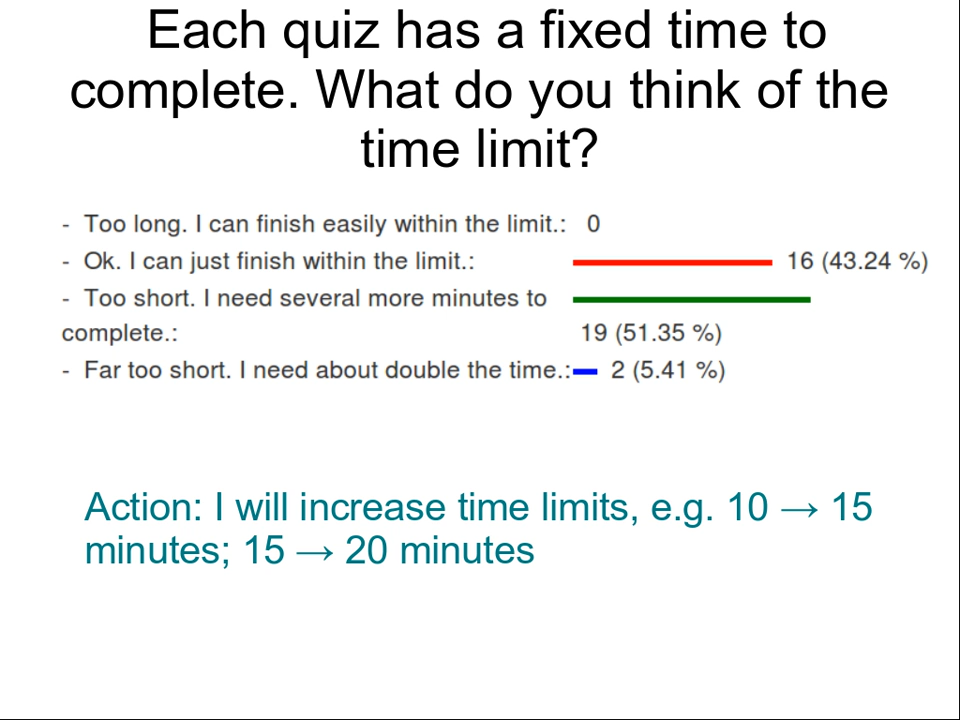 Each quiz has a fixed time to
complete. What do you think of the
time limit?
- Too long. I can finish easily within the limit.: 0
- Ok. I can just finish within the limit.: 16 (43.24 %)
- Too short. I need several more minutes to
complete.: 19 (51.35 %)
- Far too short. I need about double the time.: 2 (5.41 %)
Action: I will increase time limits, e.g. 10 → 15
minutes; 15 → 20 minutes